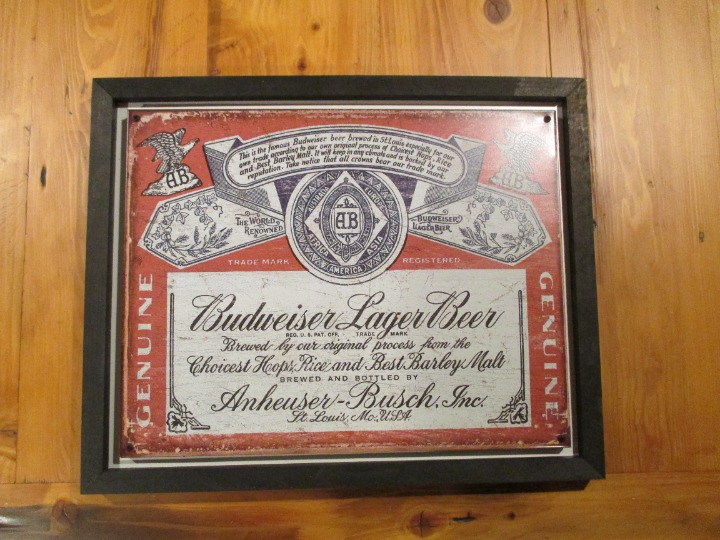 This is the famous Budweiser beer brewed in St. Louis especially for our
own trade according to our own original process of Choicest Hops, Rice
and Best Barley Malt. It will keep in any climate and is backed by our
reputation. Take notice that all crowns bear our trade mark.
A.B
A.B
THE WORLD
RENOWNED
A.B
BUDWEISER
LAGER BEER
EUROPE
AFRICA
ASIA
AMERICA
TRADE MARK
REGISTERED
GENUINE
GENUINE
Budweiser Lager Beer
REG. U. S. PAT. OFF. TRADE MARK
Brewed by our original process from the
Choicest Hops, Rice and Best Barley Malt
BREWED AND BOTTLED BY
Anheuser-Busch, Inc.
St. Louis, Mo., U.S.A.